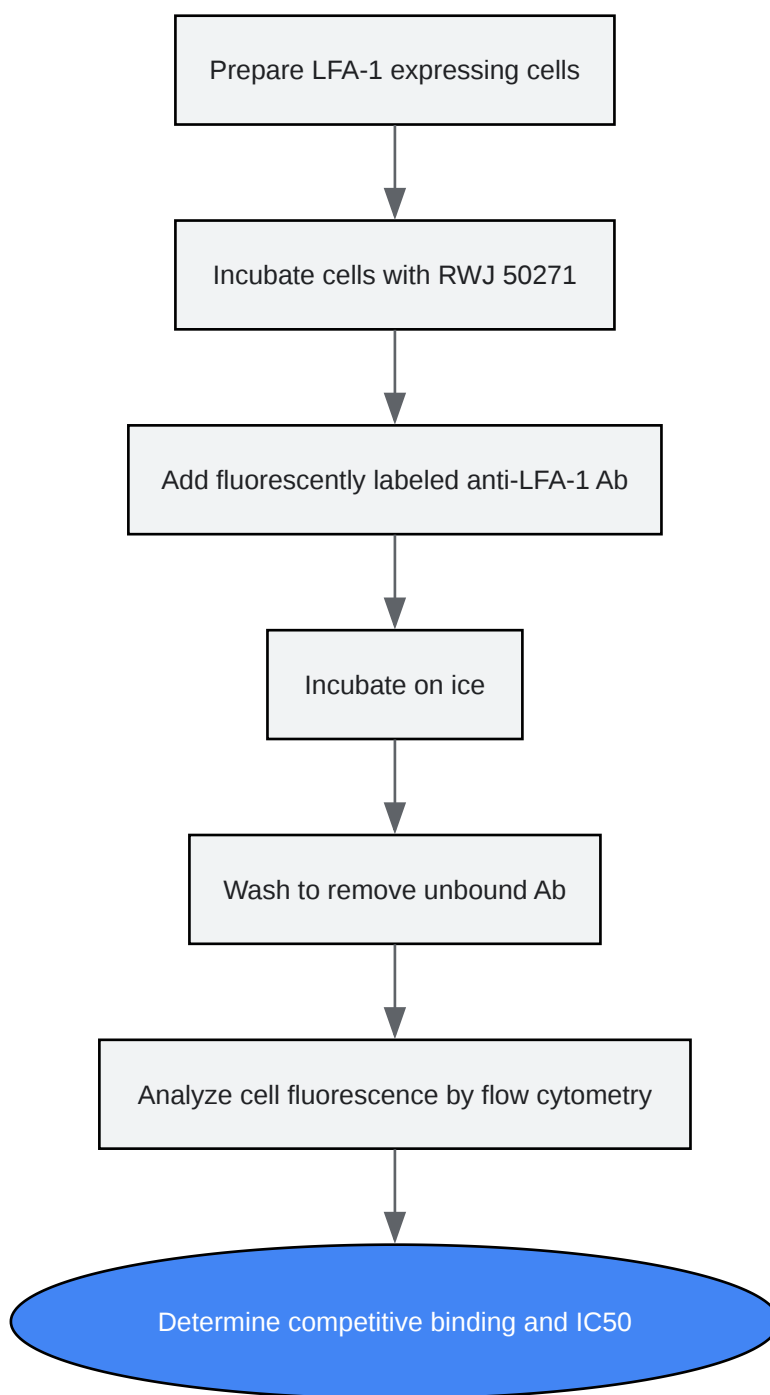 Prepare LFA-1 expressing cells
Incubate cells with RWJ 50271
Add fluorescently labeled anti-LFA-1 Ab
Incubate on ice
Wash to remove unbound Ab
Analyze cell fluorescence by flow cytometry
Determine competitive binding and IC50